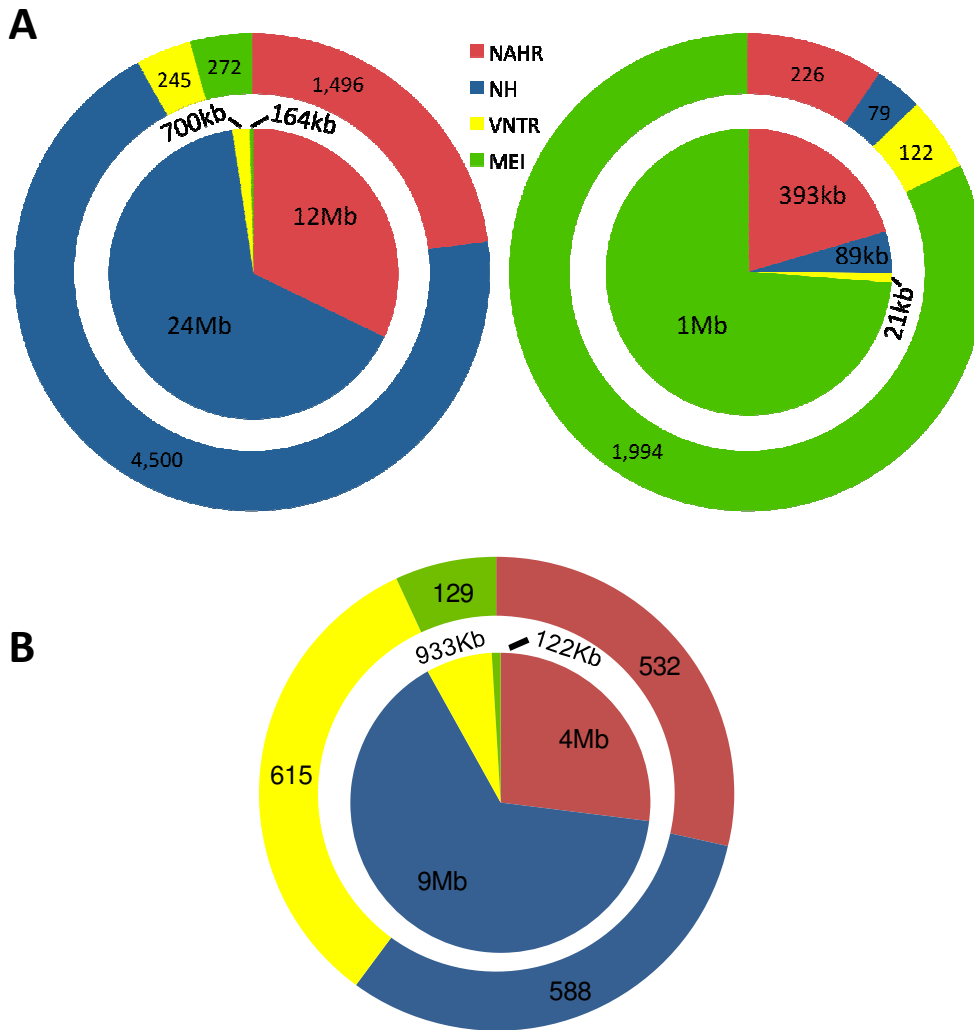 A
245
272
1,496
700kb
164kb
12Mb
24Mb
4,500
NAHR
NH
VNTR
MEI
226
79
122
393kb
89kb
21kb
1Mb
1,994
B
129
933Kb
122Kb
532
4Mb
615
9Mb
588